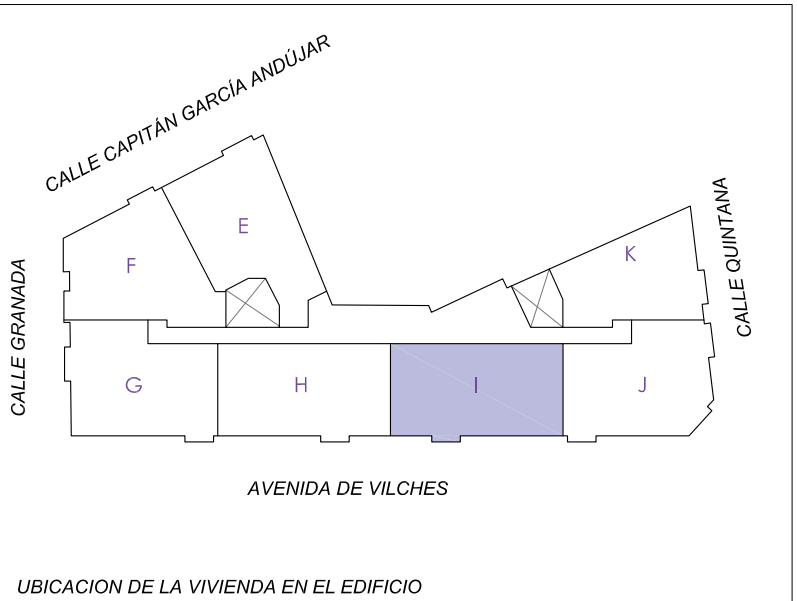 CALLE CAPITÁN GARCÍA ANDÚJAR
E
F
K
CALLE GRANADA
CALLE QUINTANA
G
H
I
J
AVENIDA DE VILCHES
UBICACION DE LA VIVIENDA EN EL EDIFICIO